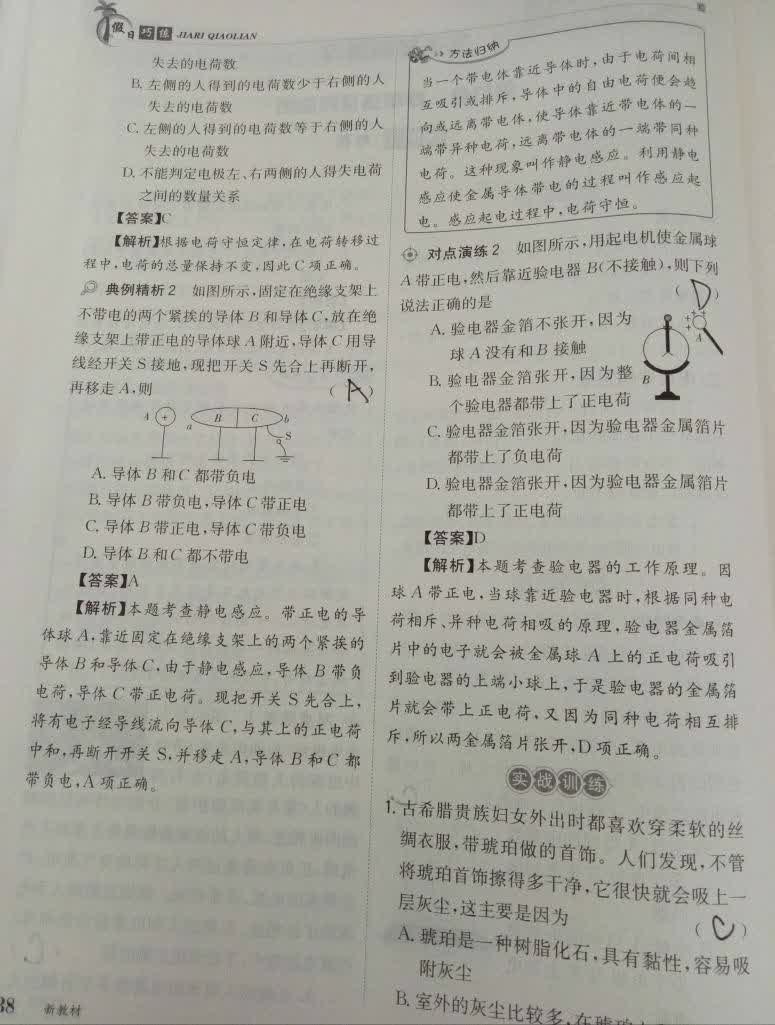 假日巧练 JIARI QIAOLIAN
失去的电荷数
B. 左侧的人得到的电荷数少于右侧的人
失去的电荷数
C. 左侧的人得到的电荷数等于右侧的人
失去的电荷数
D. 不能判定电极左、右两侧的人得失电荷
之间的数量关系
【答案】C
【解析】根据电荷守恒定律,在电荷转移过
程中,电荷的总量保持不变,因此C项正确。
典例精析2 如图所示,固定在绝缘支架上
不带电的两个紧挨的导体B和导体C,放在绝
缘支架上带正电的导体球A附近,导体C用导
线经开关S接地,现把开关S先合上再断开,
再移走A,则 (A)
A + a B C b
S
A. 导体B和C都带负电
B. 导体B带负电,导体C带正电
C. 导体B带正电,导体C带负电
D. 导体B和C都不带电
【答案】A
【解析】本题考查静电感应。带正电的导
体球A,靠近固定在绝缘支架上的两个紧挨的
导体B和导体C,由于静电感应,导体B带负
电荷,导体C带正电荷。现把开关S先合上,
将有电子经导线流向导体C,与其上的正电荷
中和,再断开开关S,并移走A,导体B和C都
带负电,A项正确。
38 新教材
方法归纳
当一个带电体靠近导体时,由于电荷间相
互吸引或排斥,导体中的自由电荷便会趋
向或远离带电体,使导体靠近带电体的一
端带异种电荷,远离带电体的一端带同种
电荷。这种现象叫作静电感应。利用静电
感应使金属导体带电的过程叫作感应起
电。感应起电过程中,电荷守恒。
对点演练2 如图所示,用起电机使金属球
A带正电,然后靠近验电器B(不接触),则下列
说法正确的是 (D)
A. 验电器金箔不张开,因为
球A没有和B接触
B. 验电器金箔张开,因为整
个验电器都带上了正电荷
B
A
C. 验电器金箔张开,因为验电器金属箔片
都带上了负电荷
D. 验电器金箔张开,因为验电器金属箔片
都带上了正电荷
【答案】D
【解析】本题考查验电器的工作原理。因
球A带正电,当球靠近验电器时,根据同种电
荷相斥、异种电荷相吸的原理,验电器金属箔
片中的电子就会被金属球A上的正电荷吸引
到验电器的上端小球上,于是验电器的金属箔
片就会带上正电荷,又因为同种电荷相互排
斥,所以两金属箔片张开,D项正确。
实战训练
1. 古希腊贵族妇女外出时都喜欢穿柔软的丝
绸衣服,带琥珀做的首饰。人们发现,不管
将琥珀首饰擦得多干净,它很快就会吸上一
层灰尘,这主要是因为 (C)
A. 琥珀是一种树脂化石,具有黏性,容易吸
附灰尘
B. 室外的灰尘比较多,在琥珀